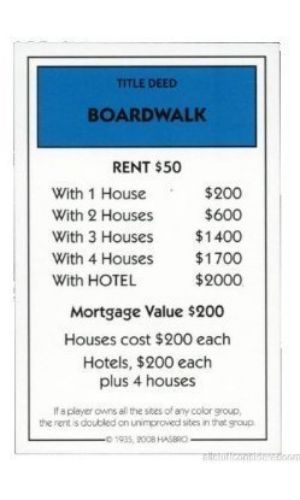 TITLE DEED
BOARDWALK
RENT $50
With 1 House $200
With 2 Houses $600
With 3 Houses $1400
With 4 Houses $1700
With HOTEL $2000
Mortgage Value $200
Houses cost $200 each
Hotels, $200 each
plus 4 houses
If a player owns all the sites of any color group,
the rent is doubled on unimproved sites in that group.
© 1935, 2008 HASBRO